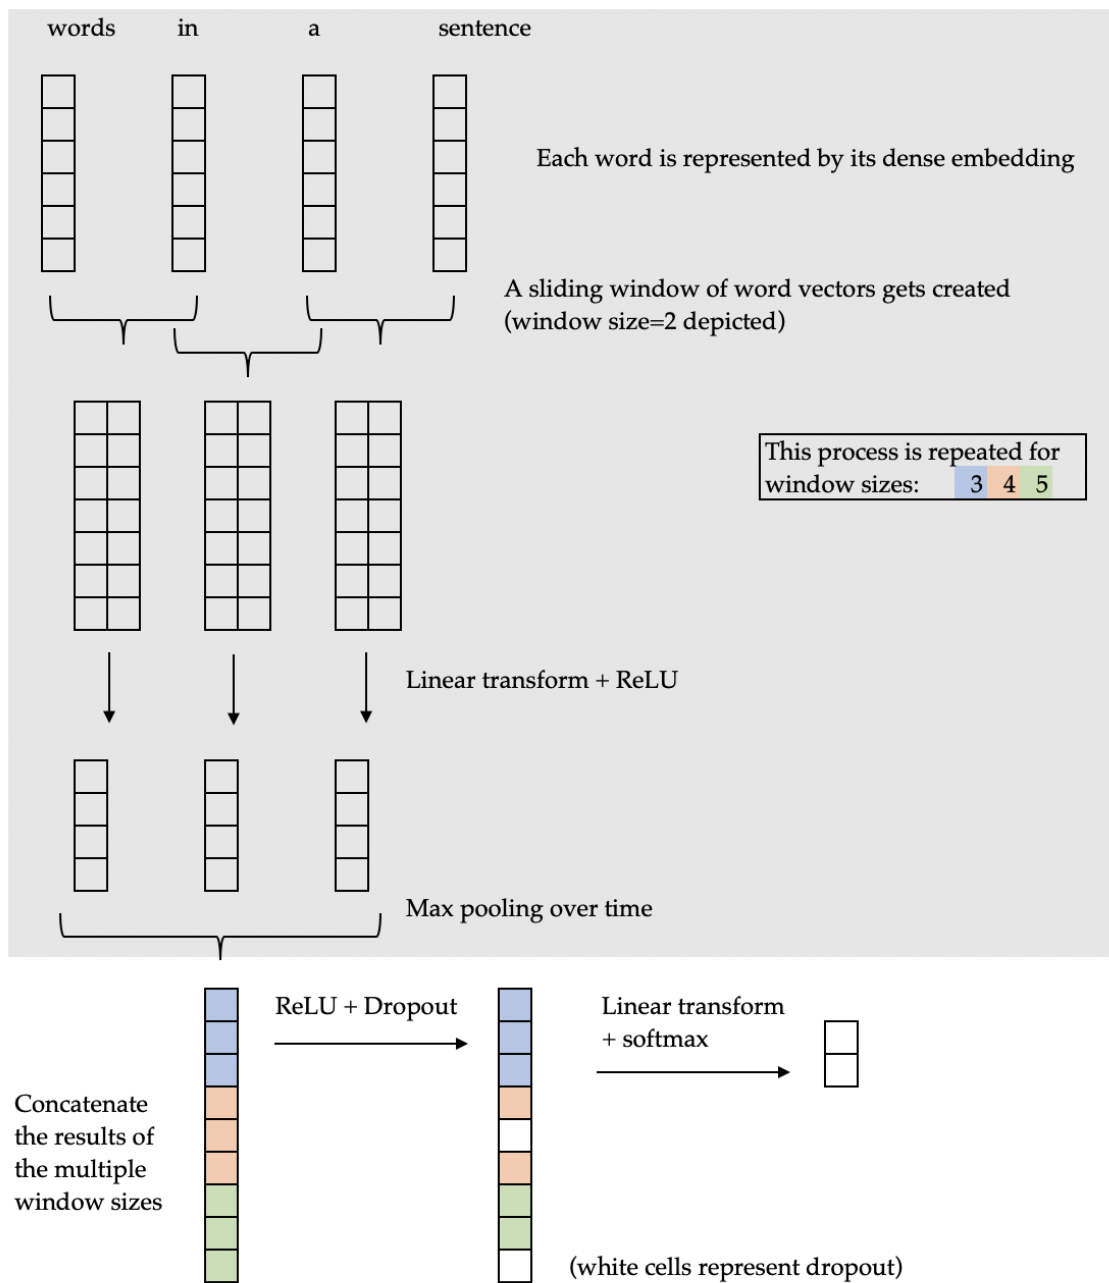 words in a sentence
Each word is represented by its dense embedding
A sliding window of word vectors gets created
(window size=2 depicted)
This process is repeated for
window sizes: 3 4 5
Linear transform + ReLU
Max pooling over time
ReLU + Dropout
Linear transform
+ softmax
Concatenate
the results of
the multiple
window sizes
(white cells represent dropout)